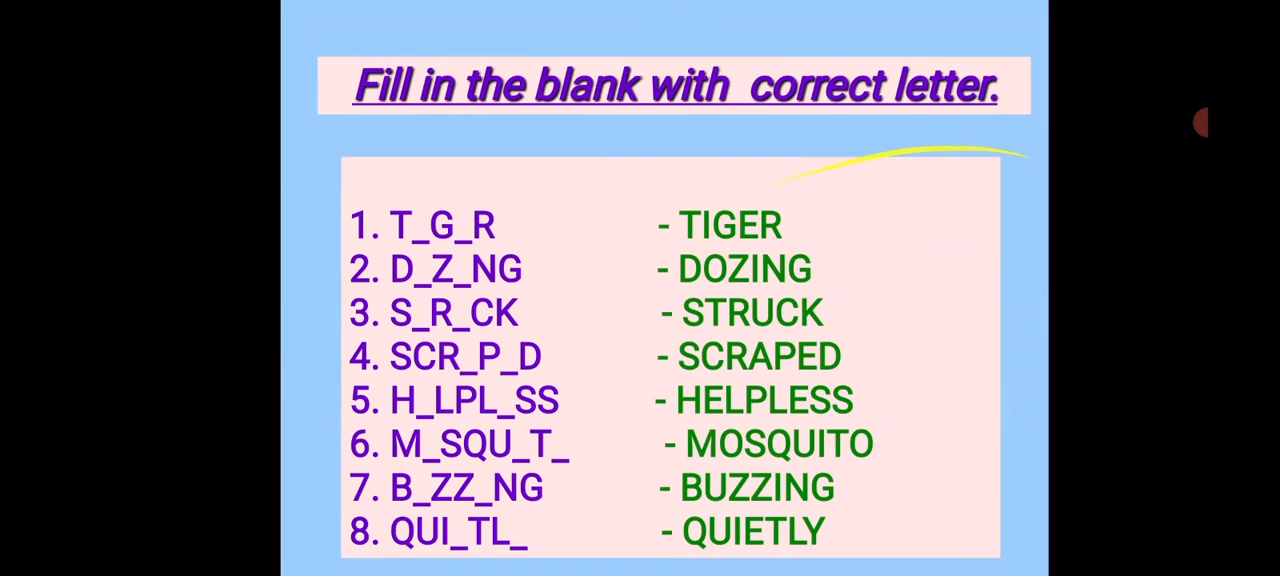 Fill in the blank with correct letter.
1. T_G_R - TIGER
2. D_Z_NG - DOZING
3. S_R_CK - STRUCK
4. SCR_P_D - SCRAPED
5. H_LPL_SS - HELPLESS
6. M_SQU_T_ - MOSQUITO
7. B_ZZ_NG - BUZZING
8. QUI_TL_ - QUIETLY